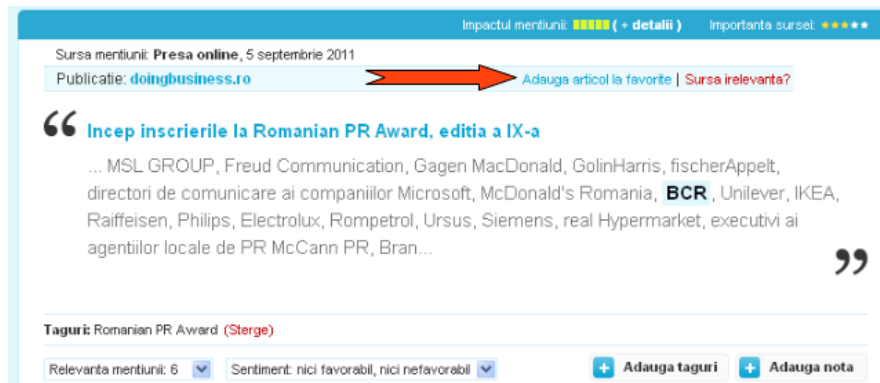 Impactul mentiunii: ( + detalii ) Importanta sursei:
Sursa mentiunii: Presa online, 5 septembrie 2011
Publicatie: doingbusiness.ro Adauga articol la favorite | Sursa irelevanta?
“ Incep inscrierile la Romanian PR Award, editia a IX-a
... MSL GROUP, Freud Communication, Gagen MacDonald, GolinHarris, fischerAppelt,
directori de comunicare ai companiilor Microsoft, McDonald's Romania, BCR , Unilever, IKEA,
Raiffeisen, Philips, Electrolux, Rompetrol, Ursus, Siemens, real Hypermarket, executivi ai
agentiilor locale de PR McCann PR, Bran...
”
Taguri: Romanian PR Award (Sterge)
Relevanta mentiunii: 6 Sentiment: nici favorabil, nici nefavorabil + Adauga taguri + Adauga nota